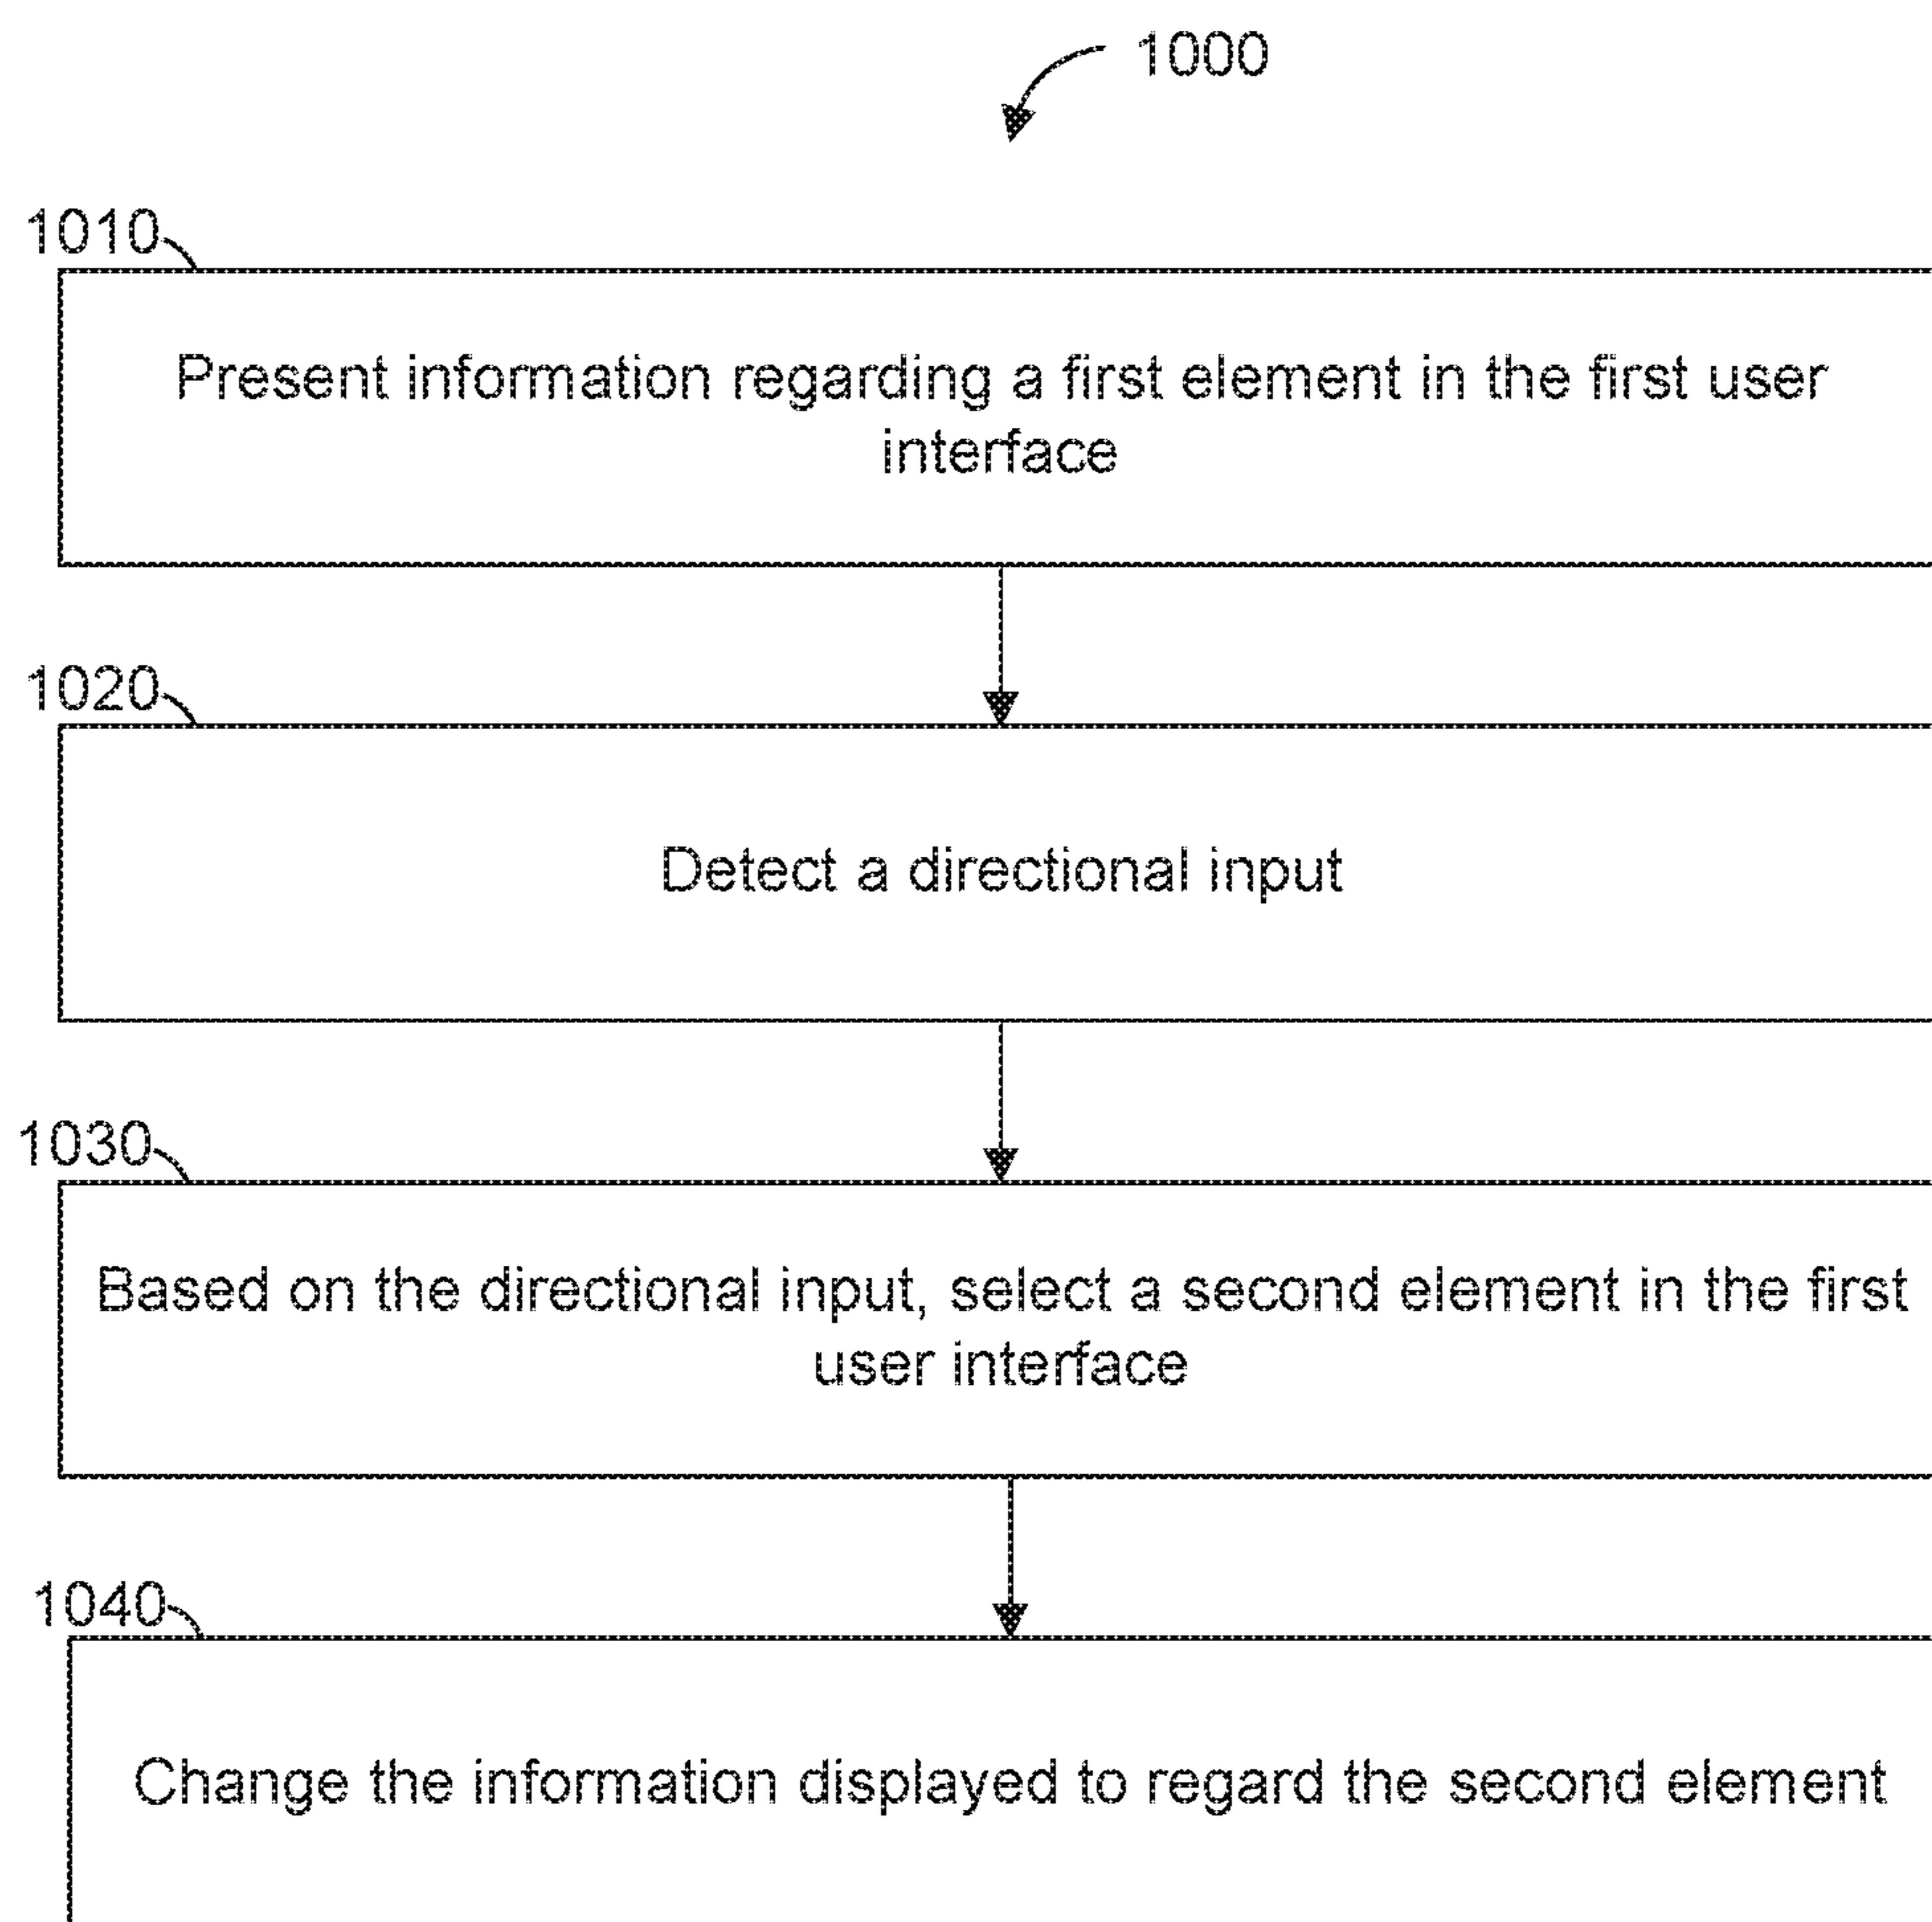 1000
1010
Present information regarding a first element in the first user
interface
1020
Detect a directional input
1030
Based on the directional input, select a second element in the first
user interface
1040
Change the information displayed to regard the second element